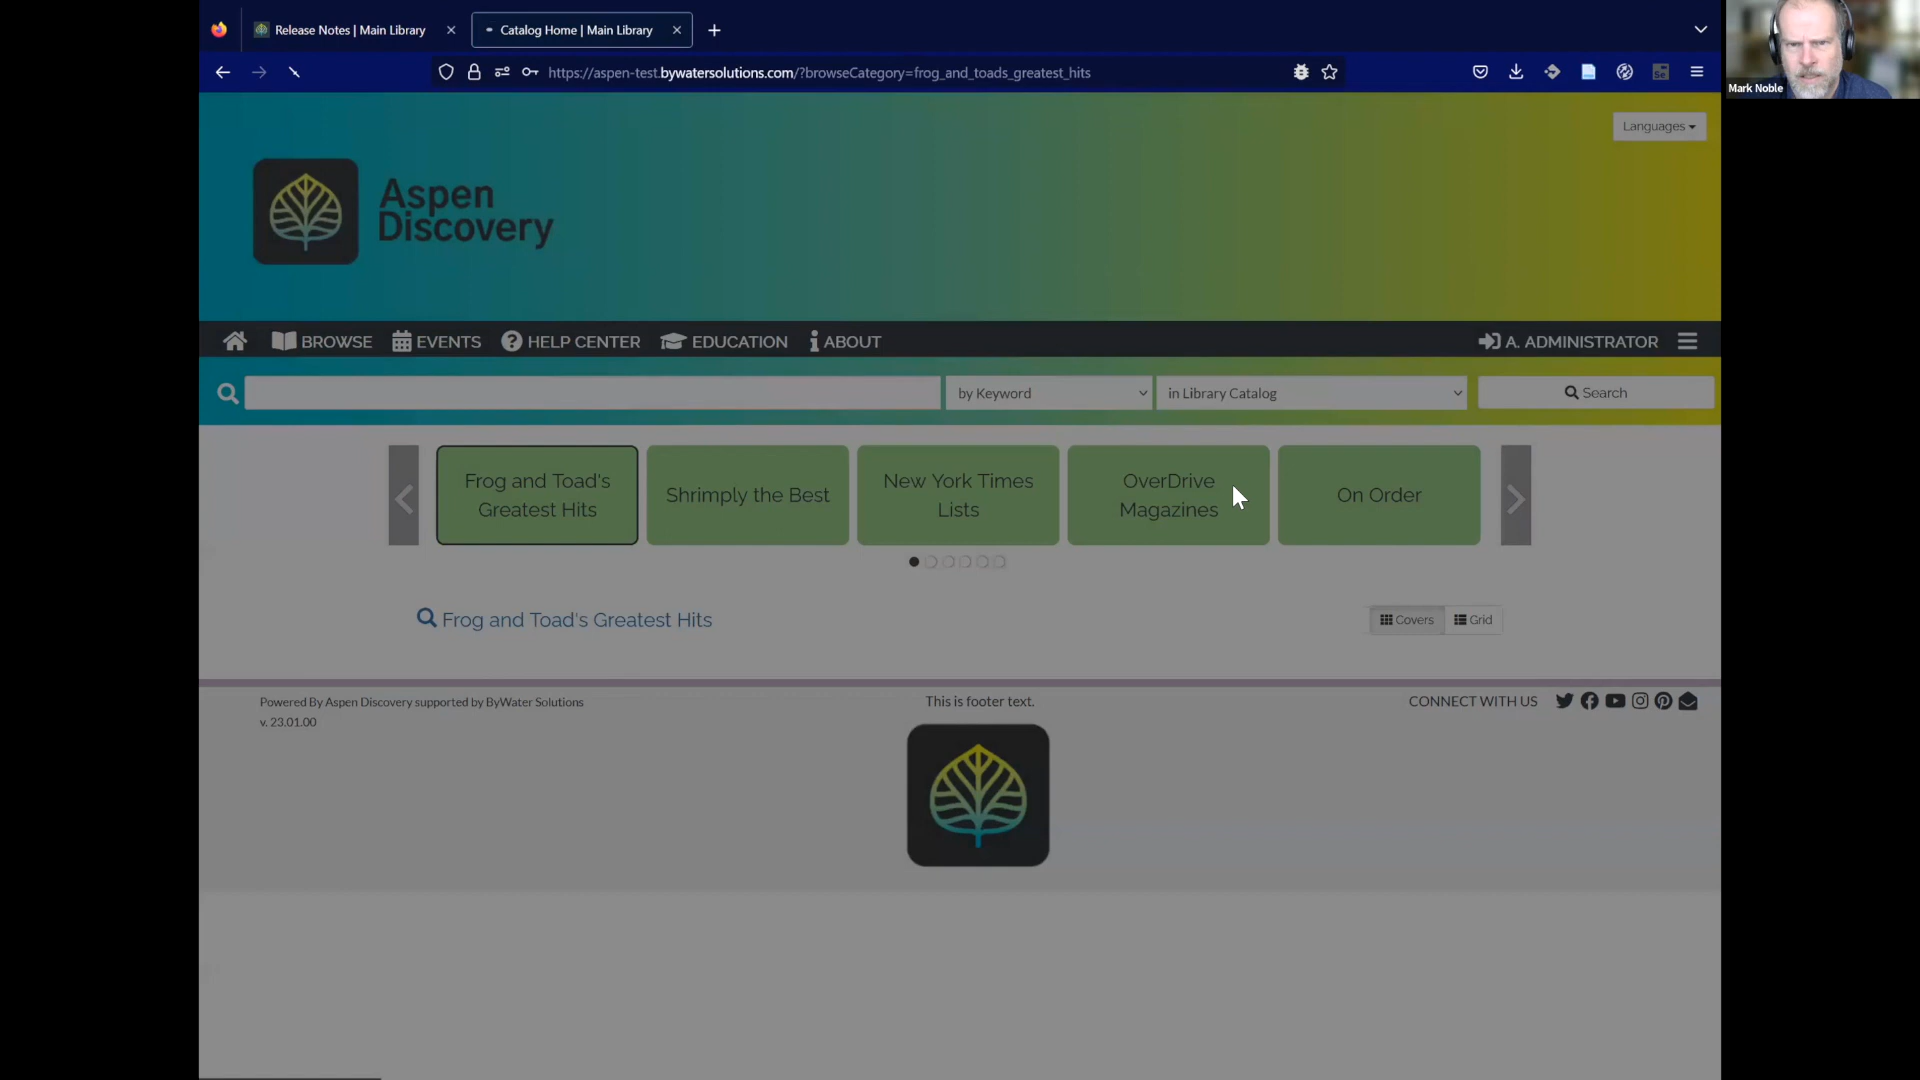 Release Notes | Main Library
Catalog Home | Main Library
https://aspen-test.bywatersolutions.com/?browseCategory=frog_and_toads_greatest_hits
Mark Noble
Languages
Aspen
Discovery
BROWSE
EVENTS
HELP CENTER
EDUCATION
ABOUT
A. ADMINISTRATOR
by Keyword
in Library Catalog
Search
Frog and Toad's
Greatest Hits
Shrimply the Best
New York Times
Lists
OverDrive
Magazines
On Order
Frog and Toad's Greatest Hits
Covers
Grid
Powered By Aspen Discovery supported by ByWater Solutions
v. 23.01.00
This is footer text.
CONNECT WITH US